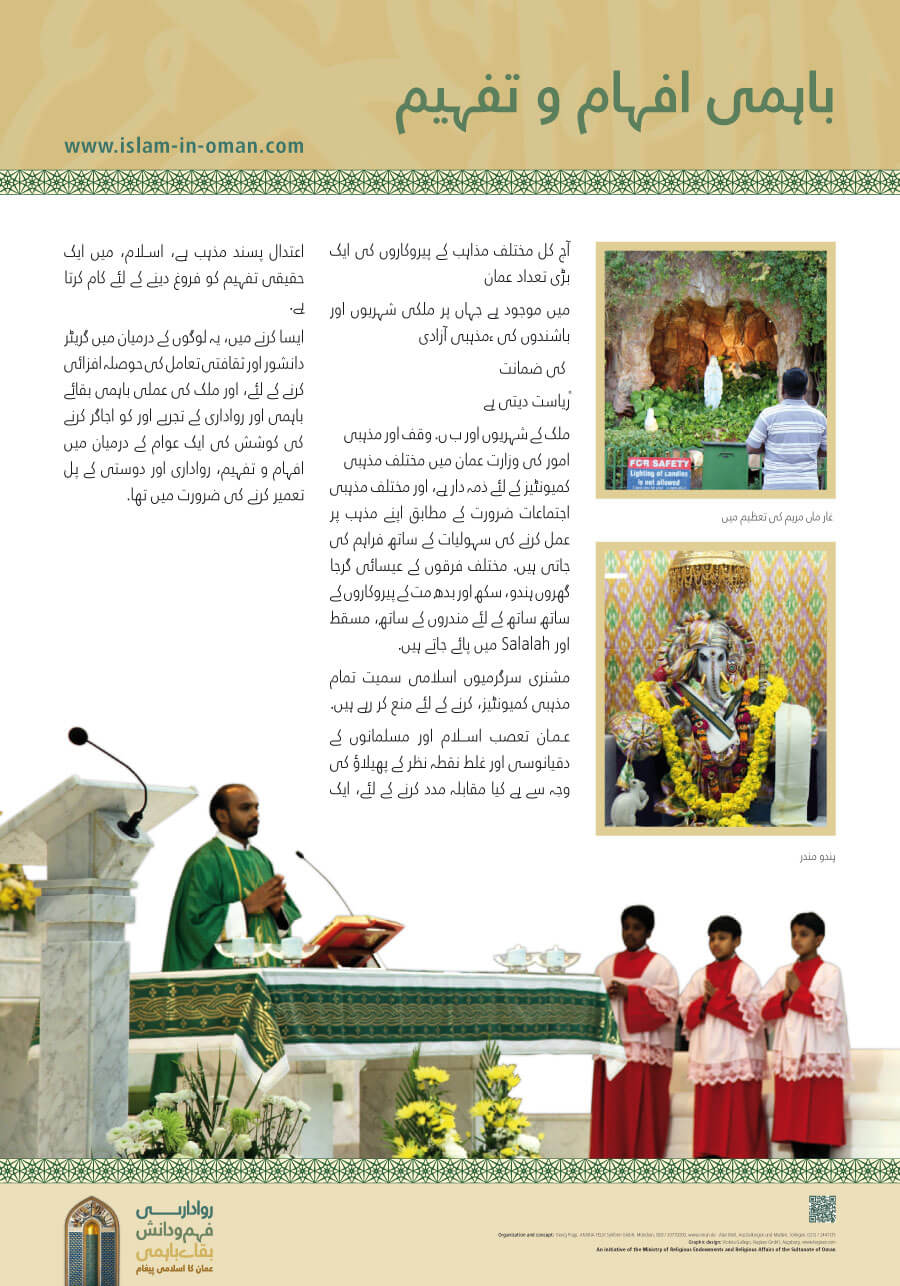 باہمی افہام و تفہیم
www.islam-in-oman.com
آج کل مختلف مذاہب کے پیروکاروں کی ایک
بڑی تعداد عمان
میں موجود ہے جہاں پر ملکی شہریوں اور
باشندوں کی ءمذہبی آزادی
کی ضمانت
ریاست دیتی ہے
ملک کے شہریوں اور ب ں. وقف اور مذہبی
امور کی وزارت عمان میں مختلف مذہبی
کمیونٹیز کے لئے ذمہ دار ہے، اور مختلف مذہبی
اجتماعات ضرورت کے مطابق اپنے مذہب پر
عمل کرنے کی سہولیات کے ساتھ فراہم کی
جاتی ہیں. مختلف فرقوں کے عیسائی گرجا
گھروں ہندو، سکھ اور بدھ مت کے پیروکاروں کے
ساتھ ساتھ کے لئے مندروں کے ساتھ، مسقط
اور Salalah میں پائے جاتے ہیں.
مشنری سرگرمیوں اسلامی سمیت تمام
مذہبی کمیونٹیز، کرنے کے لئے منع کر رہے ہیں.
عمان تعصب اسلام اور مسلمانوں کے
دقیانوسی اور غلط نقطہ نظر کے پھیلاؤ کی
وجہ سے ہے کیا مقابلہ مدد کرنے کے لئے، ایک
اعتدال پسند مذہب ہے، اسلام، میں ایک
حقیقی تفہیم کو فروغ دینے کے لئے کام کرتا
ہے.
ایسا کرنے میں، یہ لوگوں کے درمیان میں گریٹر
دانشور اور ثقافتی تعامل کی حوصلہ افزائی
کرنے کے لئے، اور ملک کی عملی باہمی بقائے
باہمی اور رواداری کے تجربے اور کو اجاگر کرنے
کی کوشش کی ایک عوام کے درمیان میں
افہام و تفہیم، رواداری اور دوستی کے پل
تعمیر کرنے کی ضرورت میں تھا.
FOR SAFETY
Lighting of candles
is not allowed
غار ماں مریم کی تعظیم میں
ہندو مندر
رواداری
فہم و دانش
بقائے باہمی
عمان کا اسلامی پیغام
An initiative of the Ministry of Religious Endowments and Religious Affairs of the Sultanate of Oman